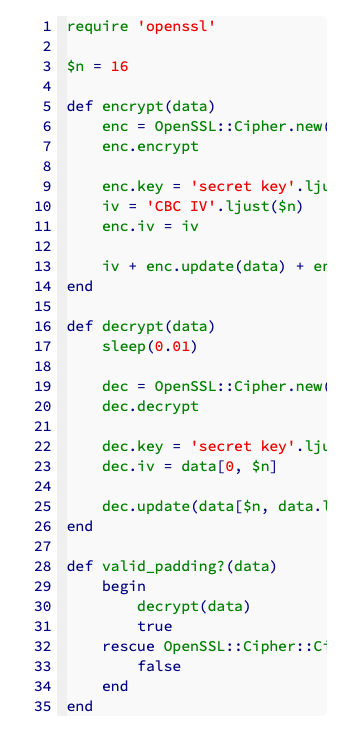 1 require 'openssl'
2
3 $n = 16
4
5 def encrypt(data)
6 enc = OpenSSL::Cipher.new(
7 enc.encrypt
8
9 enc.key = 'secret key'.lju
10 iv = 'CBC IV'.ljust($n)
11 enc.iv = iv
12
13 iv + enc.update(data) + en
14 end
15
16 def decrypt(data)
17 sleep(0.01)
18
19 dec = OpenSSL::Cipher.new(
20 dec.decrypt
21
22 dec.key = 'secret key'.lju
23 dec.iv = data[0, $n]
24
25 dec.update(data[$n, data.l
26 end
27
28 def valid_padding?(data)
29 begin
30 decrypt(data)
31 true
32 rescue OpenSSL::Cipher::Ci
33 false
34 end
35 end